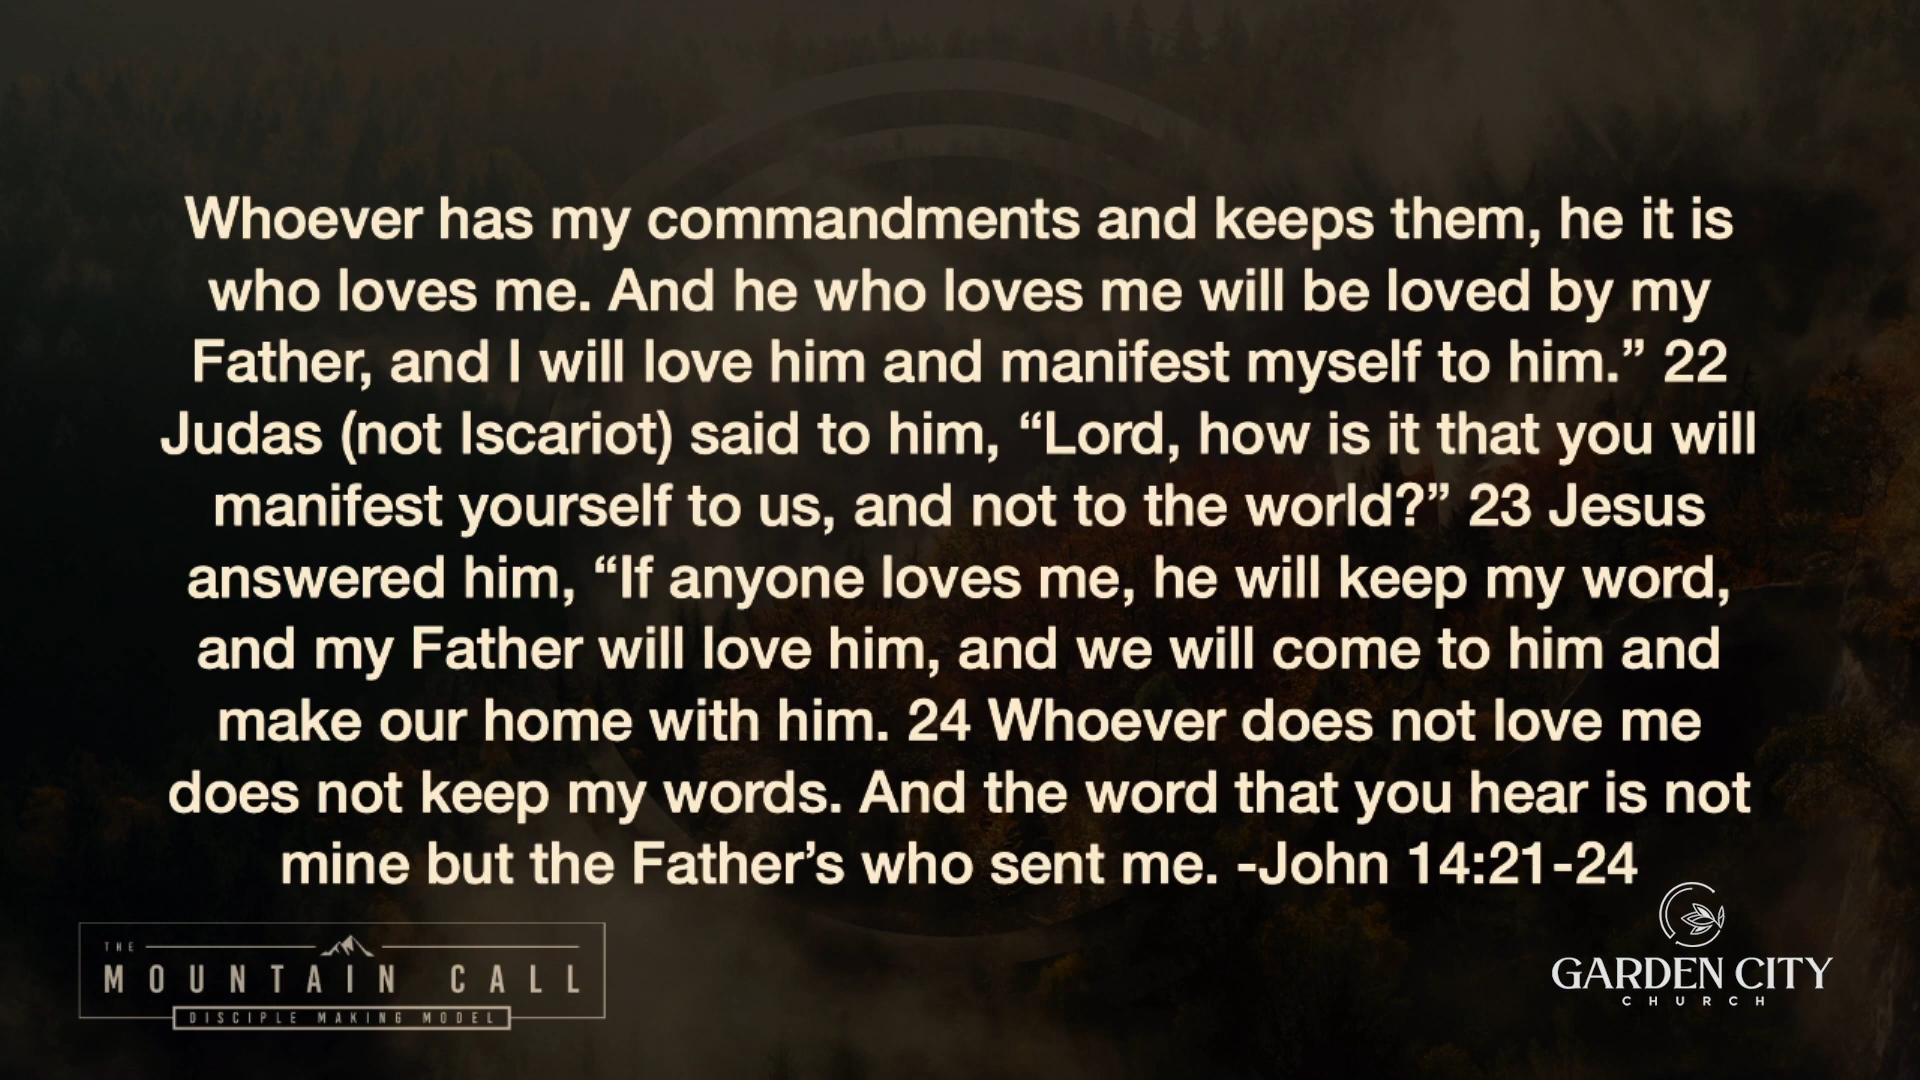 Whoever has my commandments and keeps them, he it is
who loves me. And he who loves me will be loved by my
Father, and I will love him and manifest myself to him.” 22
Judas (not Iscariot) said to him, “Lord, how is it that you will
manifest yourself to us, and not to the world?” 23 Jesus
answered him, “If anyone loves me, he will keep my word,
and my Father will love him, and we will come to him and
make our home with him. 24 Whoever does not love me
does not keep my words. And the word that you hear is not
mine but the Father’s who sent me. -John 14:21-24
THE
MOUNTAIN CALL
DISCIPLE MAKING MODEL
GARDEN CITY
CHURCH